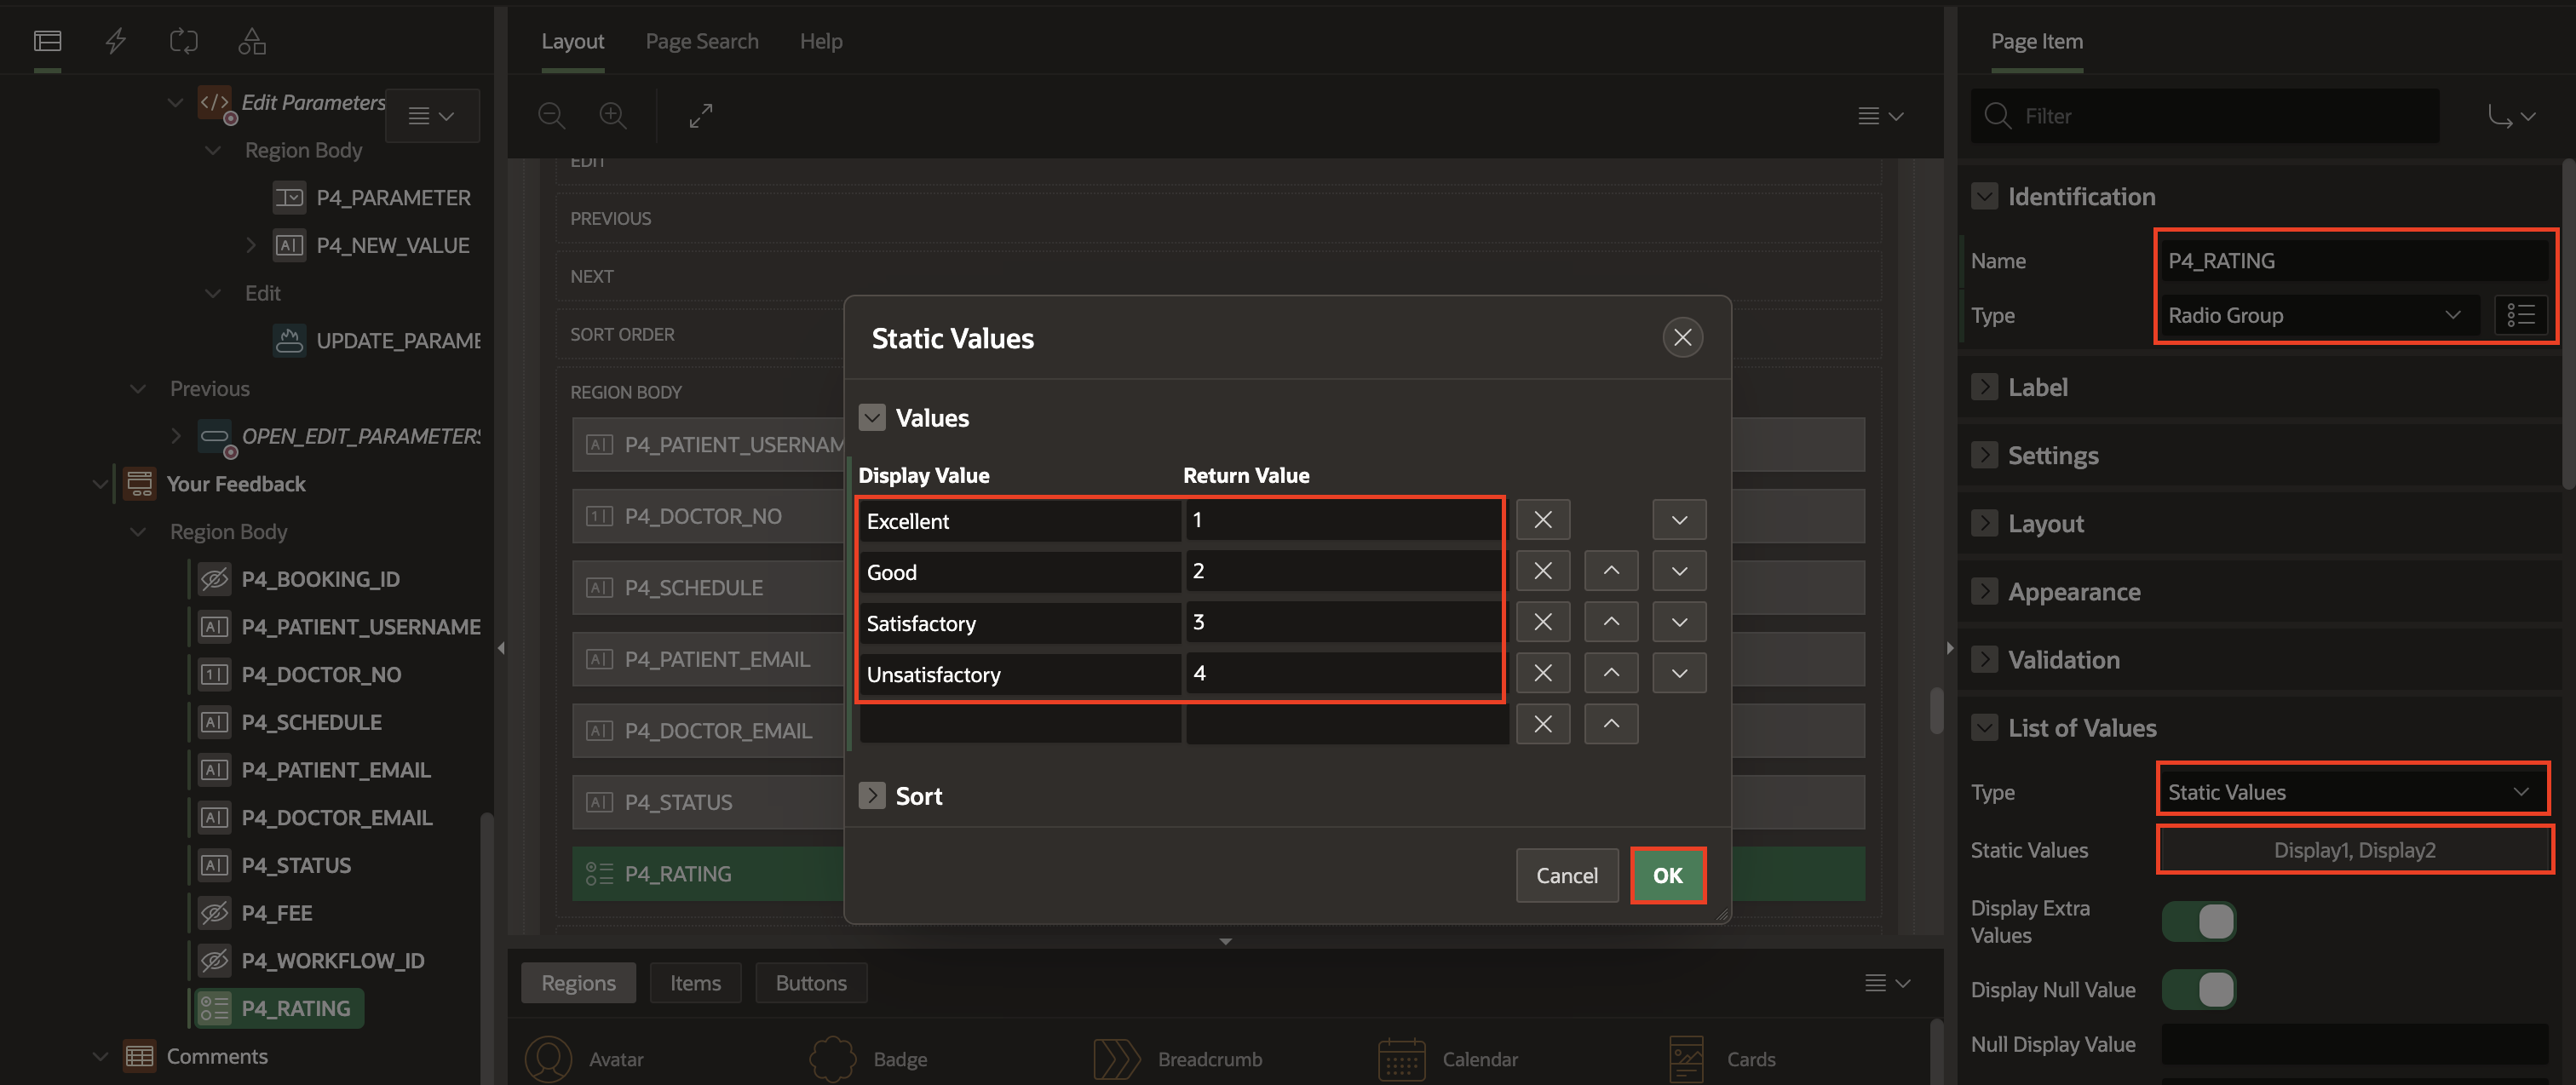 Edit Parameters
Region Body
P4_PARAMETER
P4_NEW_VALUE
Edit
UPDATE_PARAME
Previous
OPEN_EDIT_PARAMETERS
Your Feedback
Region Body
P4_BOOKING_ID
P4_PATIENT_USERNAME
P4_DOCTOR_NO
P4_SCHEDULE
P4_PATIENT_EMAIL
P4_DOCTOR_EMAIL
P4_STATUS
P4_FEE
P4_WORKFLOW_ID
P4_RATING
Comments
Layout Page Search Help
EDIT
PREVIOUS
NEXT
SORT ORDER
REGION BODY
P4_PATIENT_USERNAM
P4_DOCTOR_NO
P4_SCHEDULE
P4_PATIENT_EMAIL
P4_DOCTOR_EMAIL
P4_STATUS
P4_RATING
Static Values
Values
Display Value Return Value
Excellent 1
Good 2
Satisfactory 3
Unsatisfactory 4
Sort
Cancel OK
Regions Items Buttons
Avatar Badge Breadcrumb Calendar Cards
Page Item
Filter
Identification
Name P4_RATING
Type Radio Group
Label
Settings
Layout
Appearance
Validation
List of Values
Type Static Values
Static Values Display1, Display2
Display Extra
Values
Display Null Value
Null Display Value